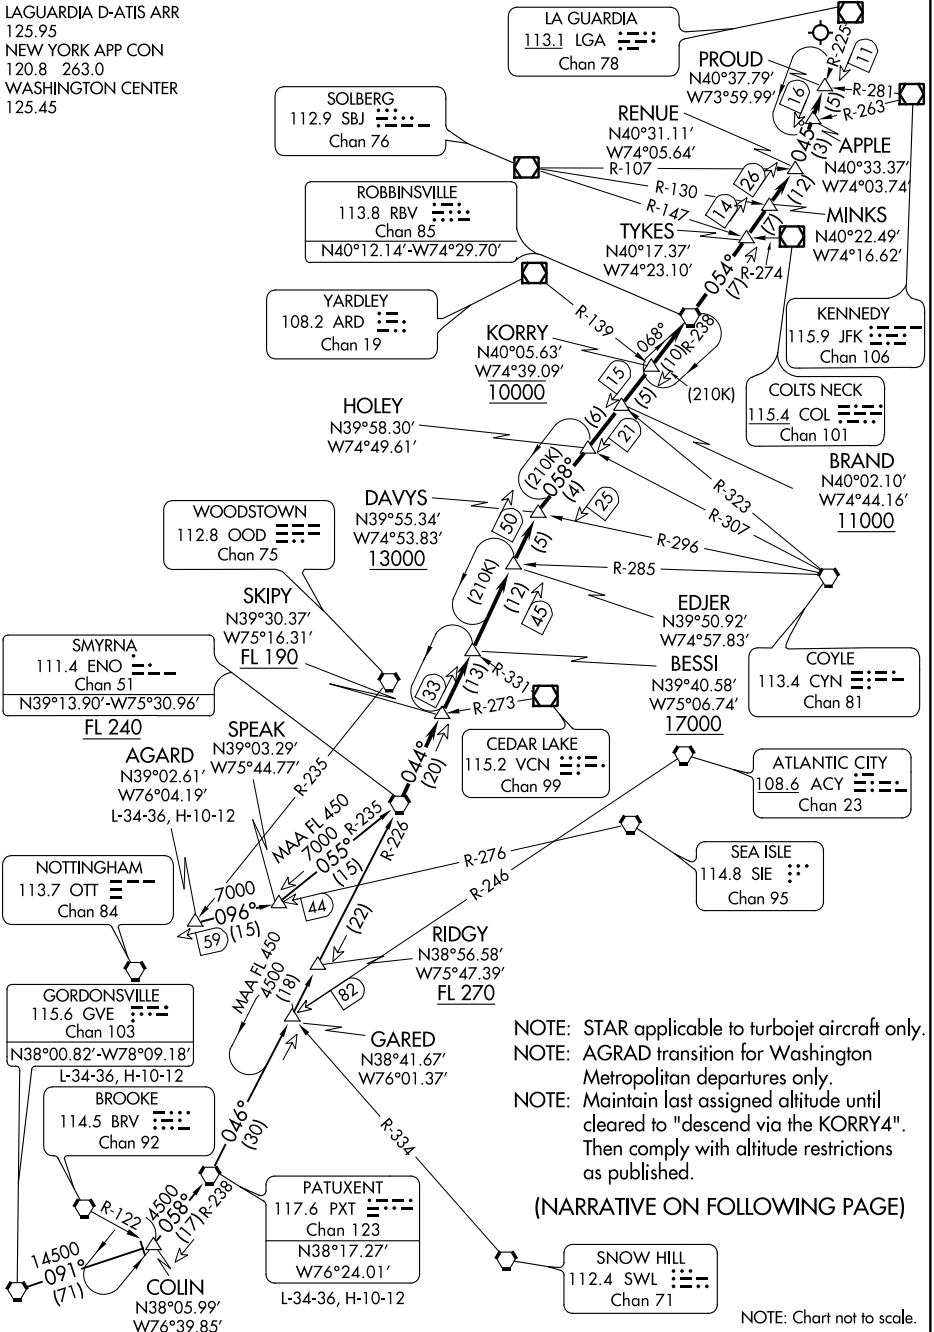 LAGUARDIA D-ATIS ARR
125.95
NEW YORK APP CON
120.8 263.0
WASHINGTON CENTER
125.45
LA GUARDIA
113.1 LGA
Chan 78
R-225
11
PROUD
N40°37.79′
W73°59.99′
16
(5)
R-281
R-263
045°
(3)
APPLE
N40°33.37′
W74°03.74′
SOLBERG
112.9 SBJ
Chan 76
RENUE
N40°31.11′
W74°05.64′
R-107
R-130
R-147
26
(12)
14
(7)
MINKS
N40°22.49′
W74°16.62′
ROBBINSVILLE
113.8 RBV
Chan 85
N40°12.14′-W74°29.70′
TYKES
N40°17.37′
W74°23.10′
R-274
054°
(7)
YARDLEY
108.2 ARD
Chan 19
R-139
KENNEDY
115.9 JFK
Chan 106
KORRY
N40°05.63′
W74°39.09′
10000
068°
(10)
R-238
(210K)
COLTS NECK
115.4 COL
Chan 101
15
(5)
(6)
HOLEY
N39°58.30′
W74°49.61′
21
(210K)
058°
(4)
BRAND
N40°02.10′
W74°44.16′
11000
R-323
R-307
R-296
R-285
DAVYS
N39°55.34′
W74°53.83′
13000
25
50
(5)
WOODSTOWN
112.8 OOD
Chan 75
(210K)
(12)
45
EDJER
N39°50.92′
W74°57.83′
SKIPY
N39°30.37′
W75°16.31′
FL 190
COYLE
113.4 CYN
Chan 81
BESSI
N39°40.58′
W75°06.74′
17000
33
(13)
R-331
R-273
SMYRNA
111.4 ENO
Chan 51
N39°13.90′-W75°30.96′
FL 240
CEDAR LAKE
115.2 VCN
Chan 99
SPEAK
N39°03.29′
W75°44.77′
R-235
044°
(20)
AGARD
N39°02.61′
W76°04.19′
L-34-36, H-10-12
ATLANTIC CITY
108.6 ACY
Chan 23
MAA FL 450
7000
R-235
055°
(15)
R-226
R-276
R-246
SEA ISLE
114.8 SIE
Chan 95
NOTTINGHAM
113.7 OTT
Chan 84
7000
096°
(15)
59
44
(22)
RIDGY
N38°56.58′
W75°47.39′
FL 270
MAA FL 450
4500
(18)
82
GORDONSVILLE
115.6 GVE
Chan 103
N38°00.82′-W78°09.18′
L-34-36, H-10-12
GARED
N38°41.67′
W76°01.37′
R-334
BROOKE
114.5 BRV
Chan 92
046°
(30)
R-122
4500
058°
(17)
R-238
PATUXENT
117.6 PXT
Chan 123
N38°17.27′
W76°24.01′
L-34-36, H-10-12
14500
091°
(71)
COLIN
N38°05.99′
W76°39.85′
SNOW HILL
112.4 SWL
Chan 71
NOTE: STAR applicable to turbojet aircraft only.
NOTE: AGRAD transition for Washington
Metropolitan departures only.
NOTE: Maintain last assigned altitude until
cleared to "descend via the KORRY4".
Then comply with altitude restrictions
as published.
(NARRATIVE ON FOLLOWING PAGE)
NOTE: Chart not to scale.